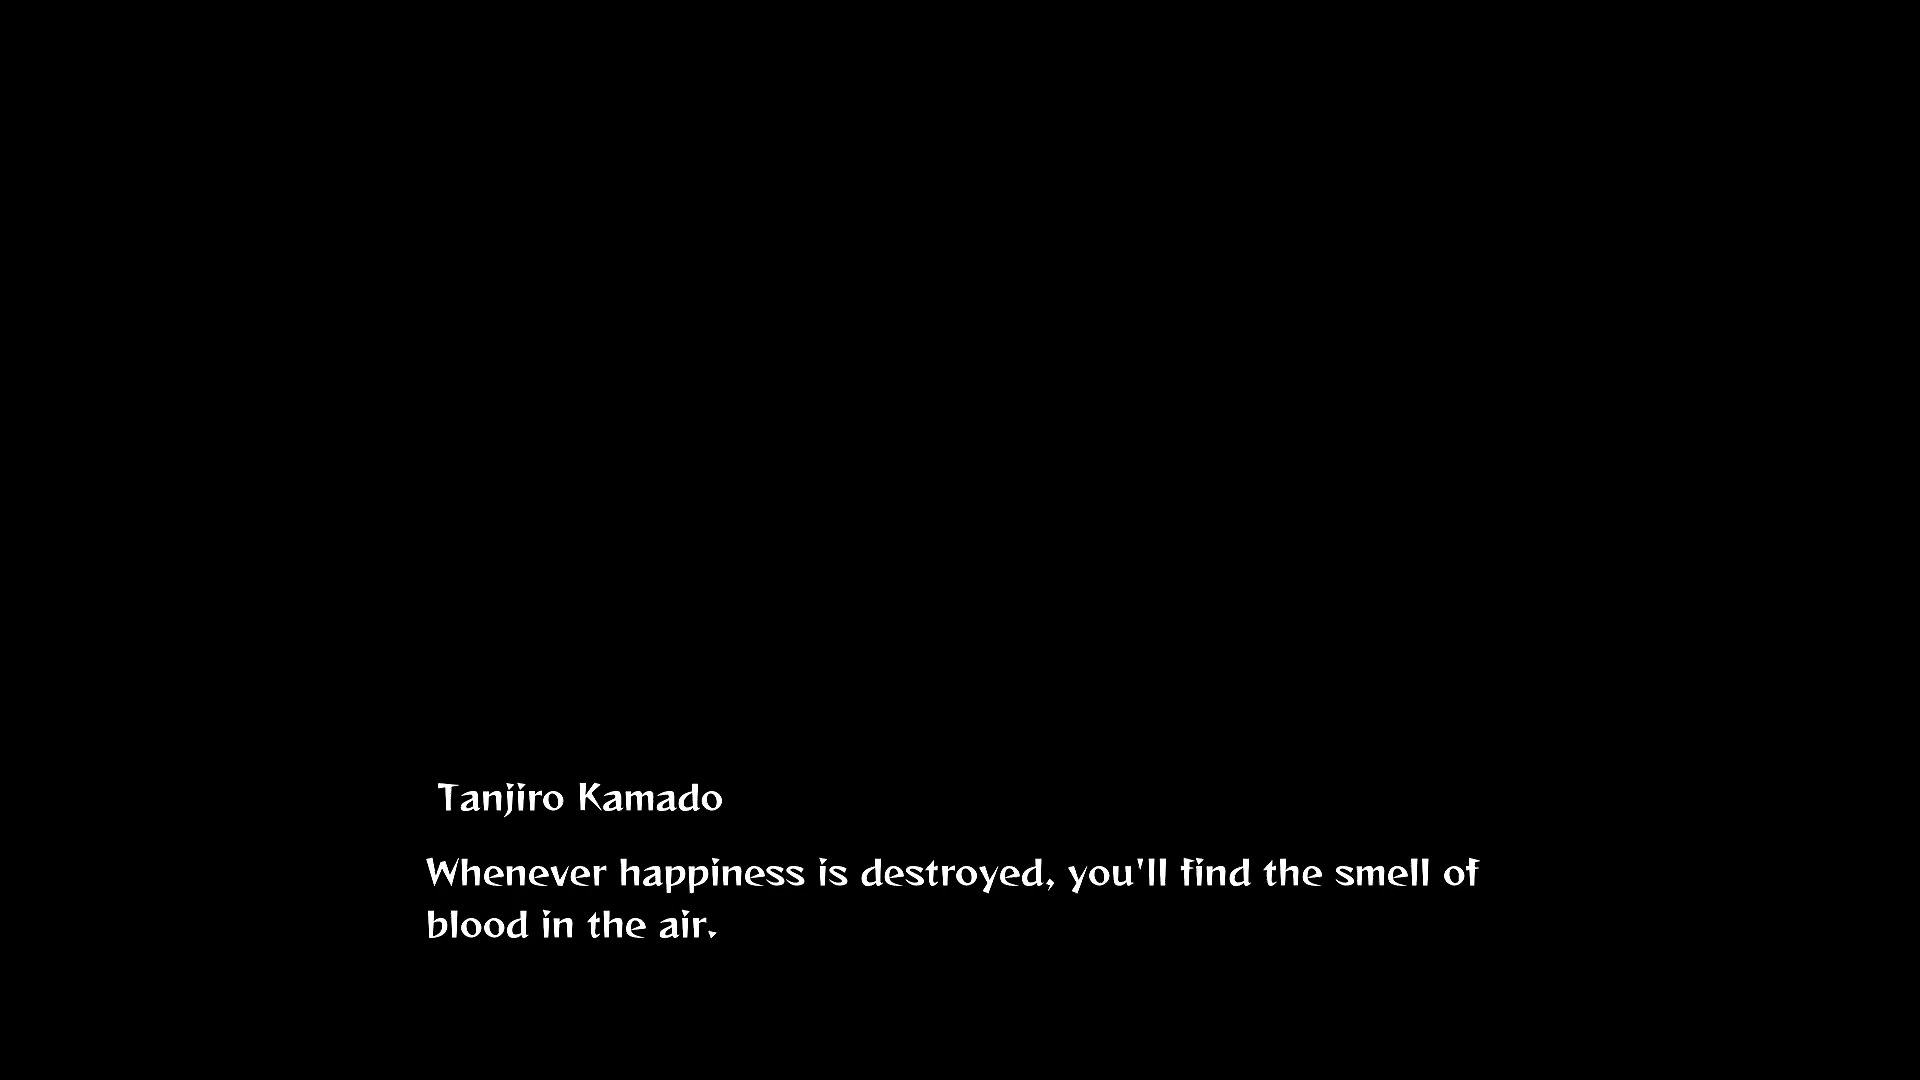 Tanjiro Kamado
Whenever happiness is destroyed, you'll find the smell of
blood in the air.